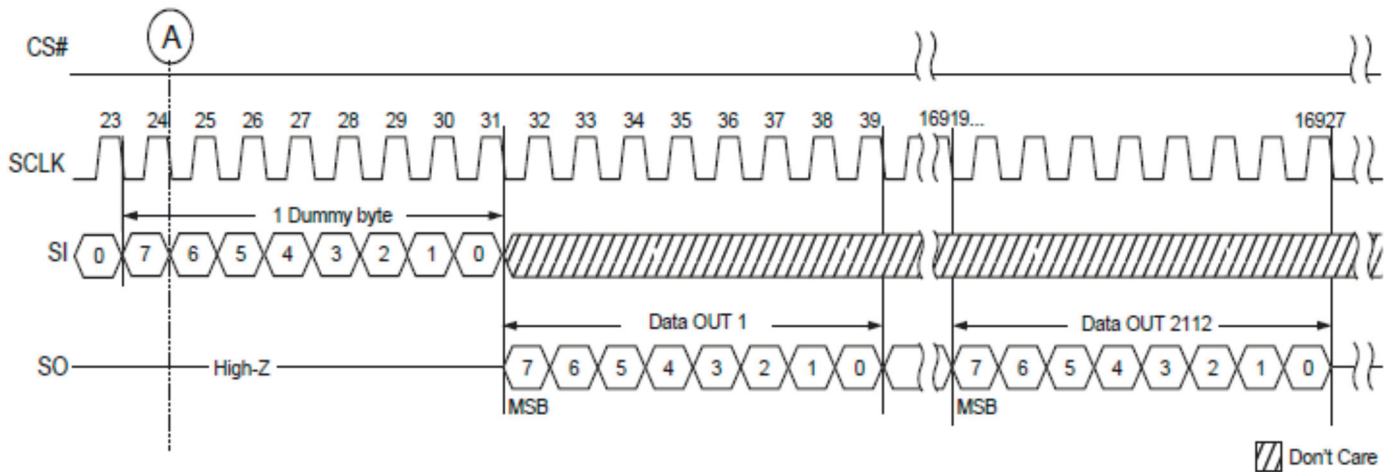 A
CS#
23 24 25 26 27 28 29 30 31 32 33 34 35 36 37 38 39 16919... 16927
SCLK
1 Dummy byte
SI 0 7 6 5 4 3 2 1 0
Data OUT 1 Data OUT 2112
SO High-Z 7 6 5 4 3 2 1 0 7 6 5 4 3 2 1 0
MSB MSB
Don't Care